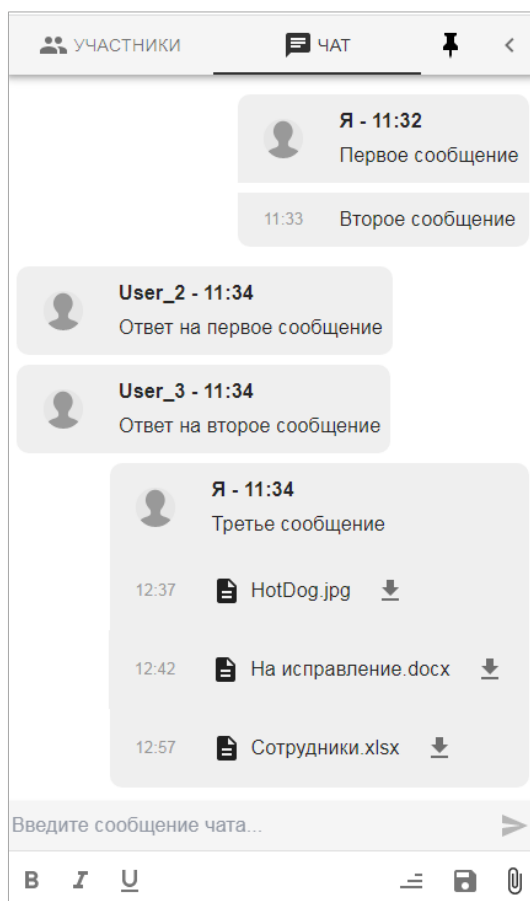 УЧАСТНИКИ ЧАТ
Я - 11:32
Первое сообщение
11:33 Второе сообщение
User_2 - 11:34
Ответ на первое сообщение
User_3 - 11:34
Ответ на второе сообщение
Я - 11:34
Третье сообщение
12:37 HotDog.jpg
12:42 На исправление.docx
12:57 Сотрудники.xlsx
Введите сообщение чата...
B I U